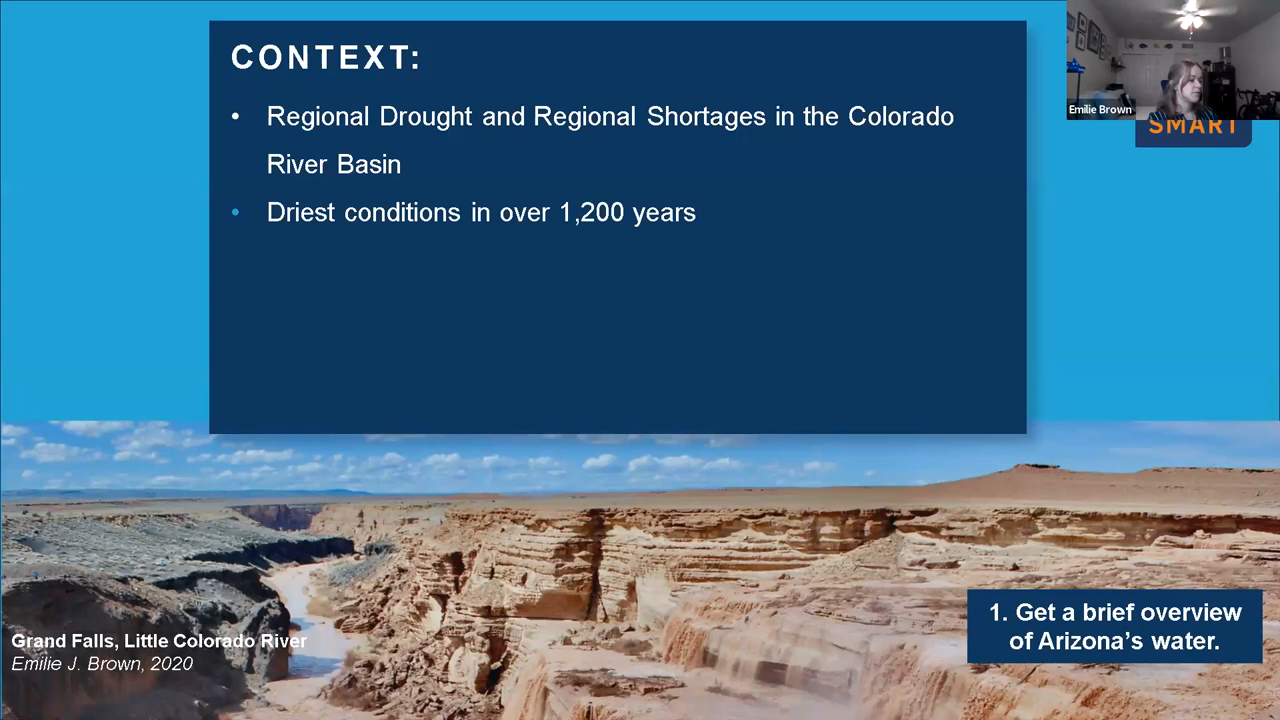 CONTEXT:
• Regional Drought and Regional Shortages in the Colorado
River Basin
• Driest conditions in over 1,200 years
Emilie Brown
SMART
1. Get a brief overview
of Arizona’s water.
Grand Falls, Little Colorado River
Emilie J. Brown, 2020